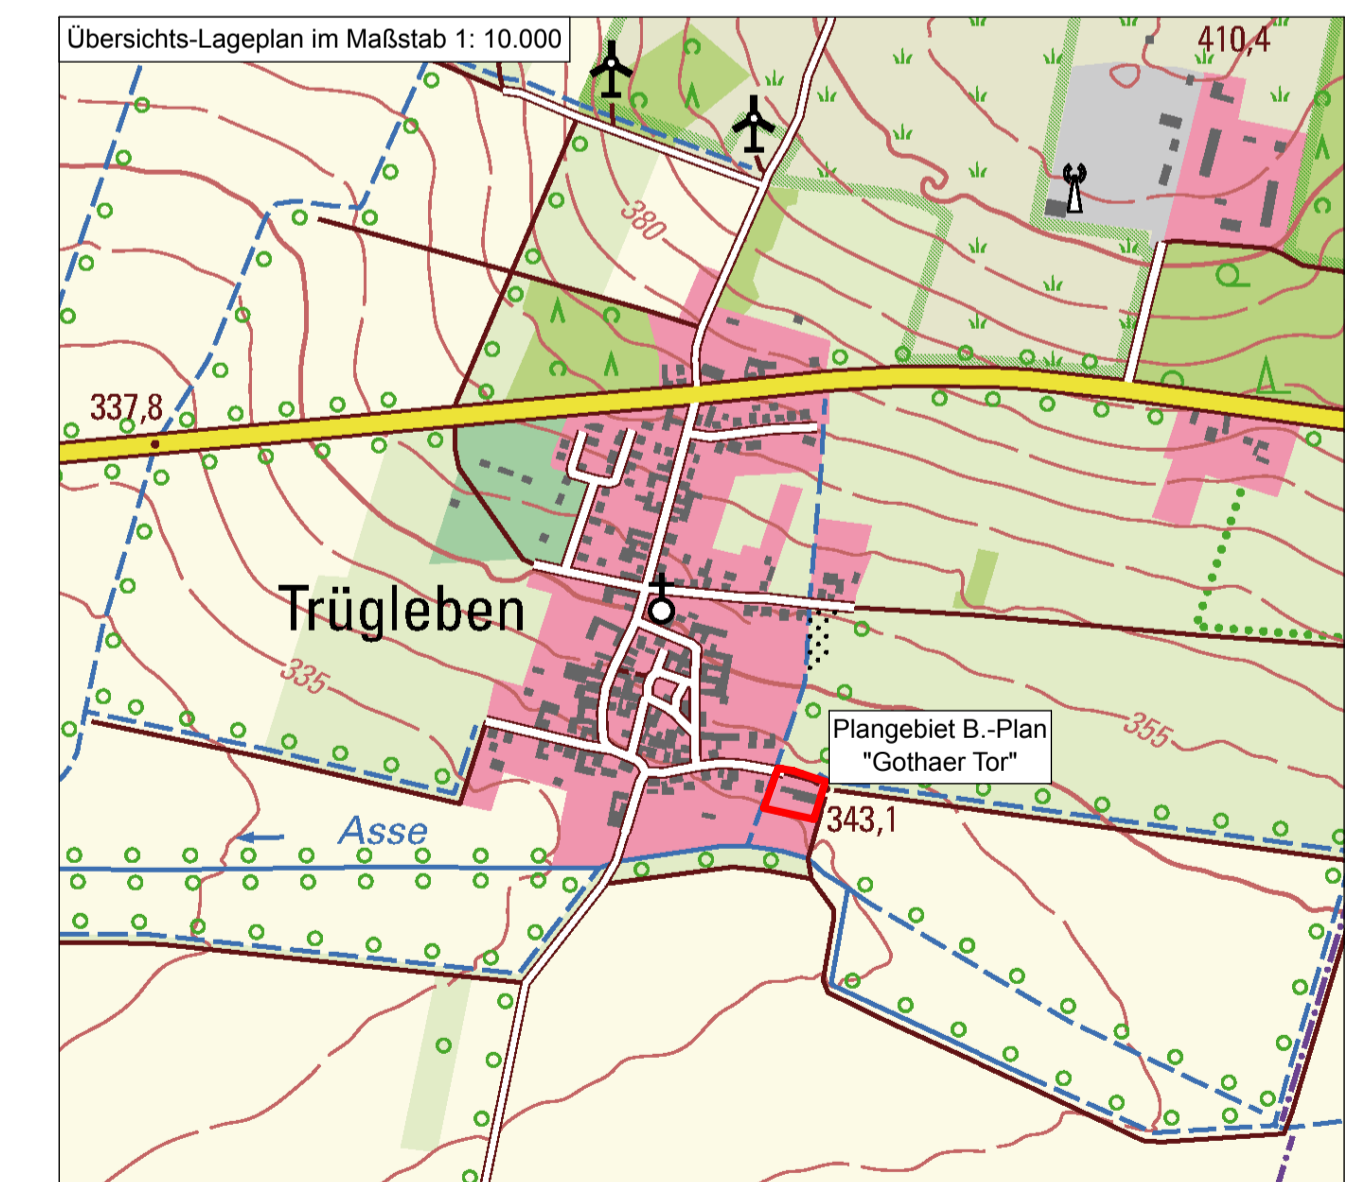 Übersichts-Lageplan im Maßstab 1: 10.000
410,4
380
337,8
Trügleben
335
355
Plangebiet B.-Plan
"Gothaer Tor"
343,1
Asse